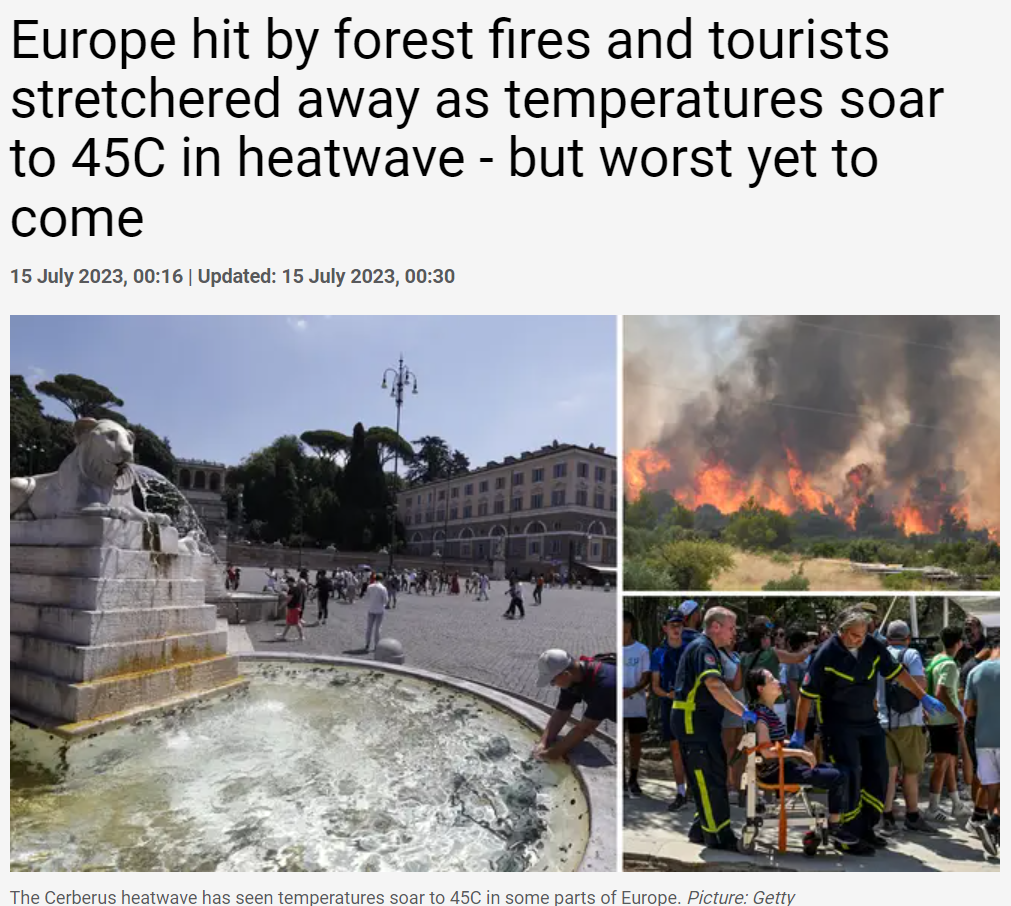 Europe hit by forest fires and tourists
stretchered away as temperatures soar
to 45C in heatwave - but worst yet to
come
15 July 2023, 00:16 | Updated: 15 July 2023, 00:30
The Cerberus heatwave has seen temperatures soar to 45C in some parts of Europe. Picture: Getty